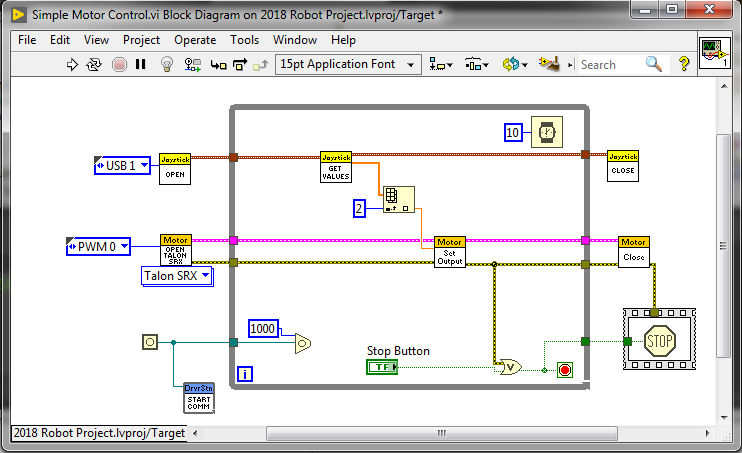 Simple Motor Control.vi Block Diagram on 2018 Robot Project.lvproj/Target *
File Edit View Project Operate Tools Window Help
15pt Application Font
Search
?
1
10
USB 1
Joystick
OPEN
Joystick
GET
VALUES
Joystick
CLOSE
2
PWM 0
Motor
OPEN
TALON
SRX
Talon SRX
Motor
Set
Output
Motor
Close
1000
Stop Button
TF
V
STOP
i
DrvrStn
START
COMM
2018 Robot Project.lvproj/Target